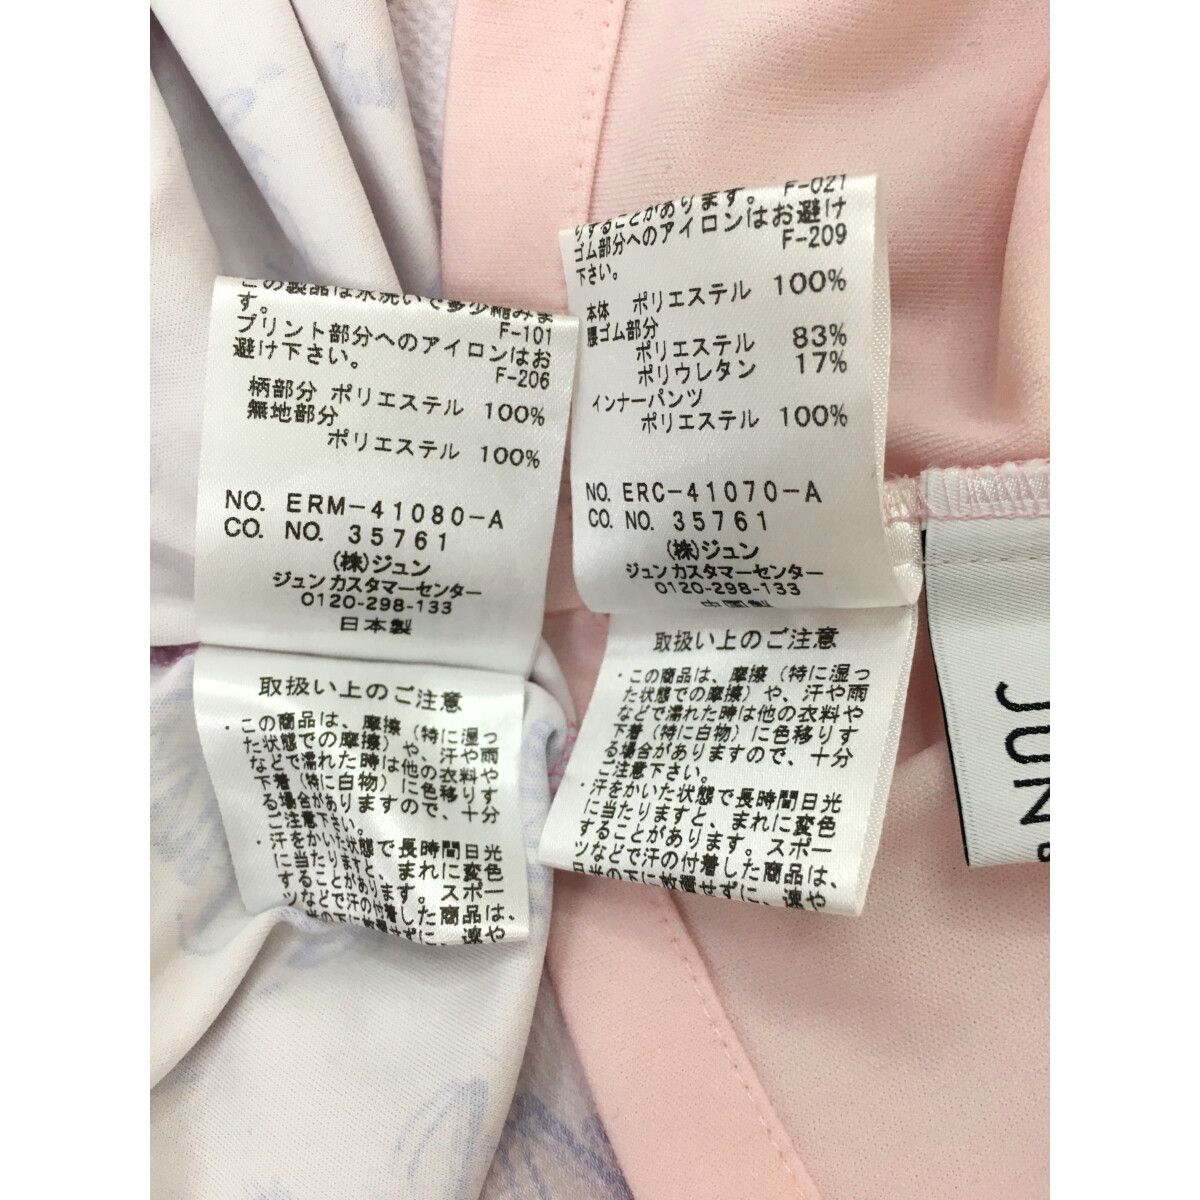 この製品は水洗いで多少縮みま
す。
F-101
プリント部分へのアイロンはお
避け下さい。
F-206
柄部分 ポリエステル 100%
無地部分
ポリエステル 100%
NO. ERM-41080-A
CO. NO. 35761
(株)ジュン
ジュンカスタマーセンター
0120-298-133
日本製
取扱い上のご注意
・この商品は、摩擦（特に湿っ
た状態での摩擦）や、汗や雨
などで濡れた時は他の衣料や
下着（特に白物）に色移りす
る場合がありますので、十分
ご注意下さい。
・汗をかいた状態で長時間日光
に当たりますと、まれに変色
することがあります。スポー
ツなどで汗の付着した商品は、
日光の下に放置せずに、速や
りすることがあります。 F-021
ゴム部分へのアイロンはお避け
下さい。
F-209
本体 ポリエステル 100%
腰ゴム部分
ポリエステル 83%
ポリウレタン 17%
インナーパンツ
ポリエステル 100%
NO. ERC-41070-A
CO. NO. 35761
(株)ジュン
ジュンカスタマーセンター
0120-298-133
中国製
取扱い上のご注意
・この商品は、摩擦（特に湿っ
た状態での摩擦）や、汗や雨
などで濡れた時は他の衣料や
下着（特に白物）に色移りす
る場合がありますので、十分
ご注意下さい。
・汗をかいた状態で長時間日光
に当たりますと、まれに変色
することがあります。スポー
ツなどで汗の付着した商品は、
日光の下に放置せずに、速や
JUN &